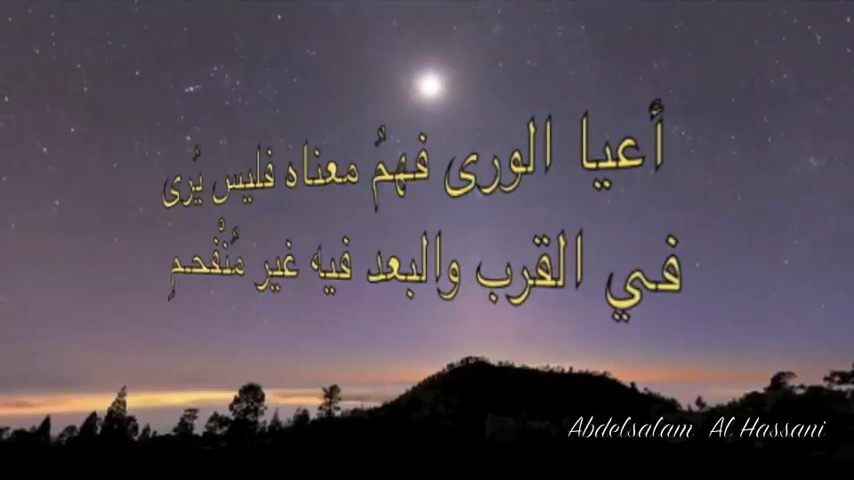 أعيا الورى فهمُ معناه فليس يُرى
في القرب والبعد فيه غير مُنْفحمِ
Abdelsalam Al Hassani